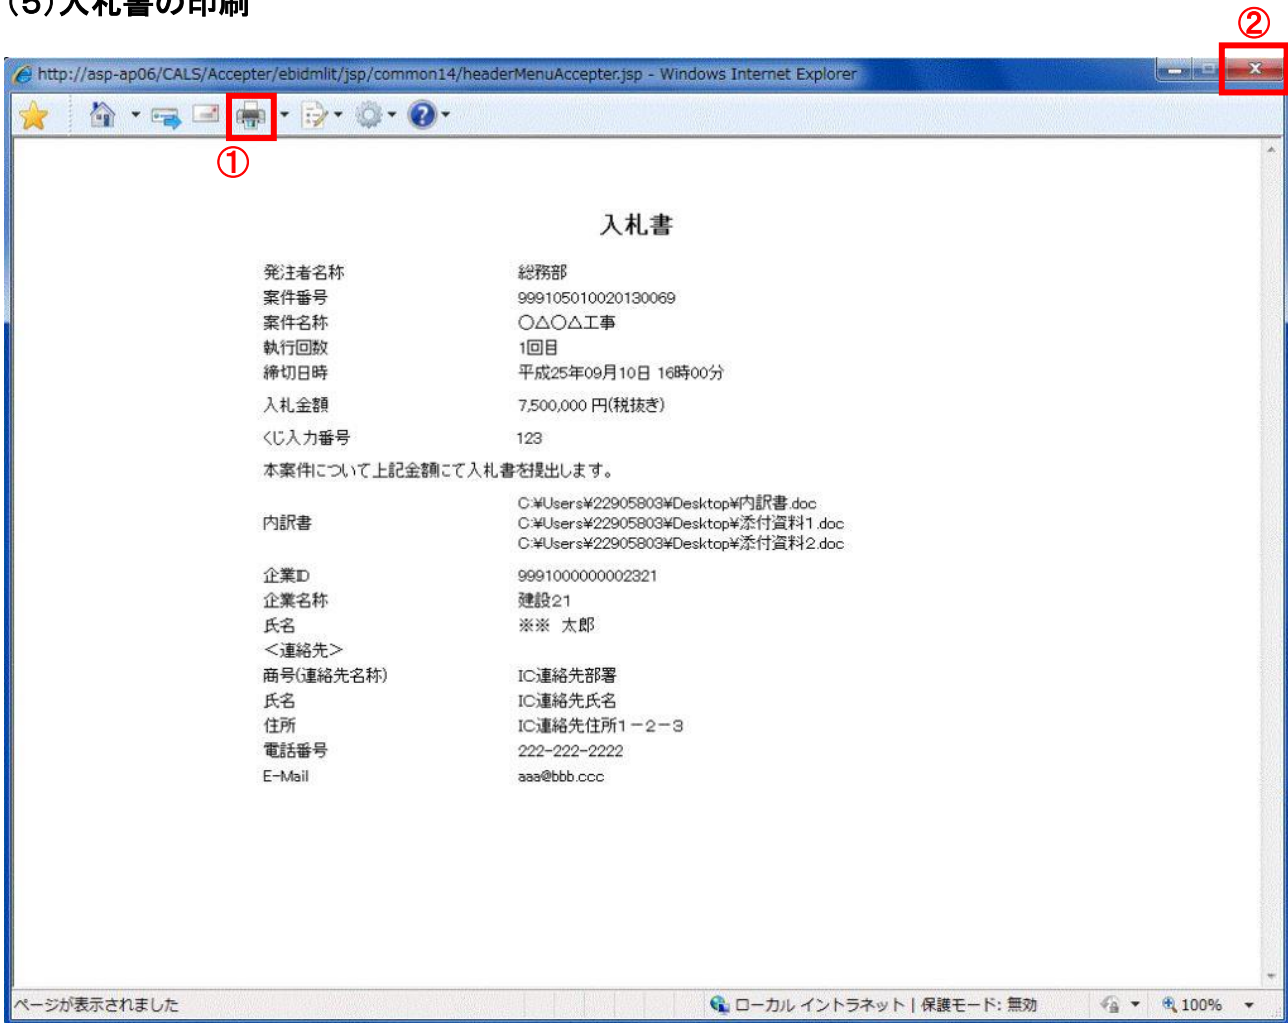 (5)入札書の印刷
②
http://asp-ap06/CALS/Accepter/ebidmlit/jsp/common14/headerMenuAccepter.jsp - Windows Internet Explorer
①
入札書
発注者名称 総務部
案件番号 999105010020130069
案件名称 ○△○△工事
執行回数 1回目
締切日時 平成25年09月10日 16時00分
入札金額 7,500,000 円(税抜き)
くじ入力番号 123
本案件について上記金額にて入札書を提出します。
内訳書 C:¥Users¥22905803¥Desktop¥内訳書.doc
C:¥Users¥22905803¥Desktop¥添付資料1.doc
C:¥Users¥22905803¥Desktop¥添付資料2.doc
企業ID 9991000000002321
企業名称 建設21
氏名 ※※ 太郎
<連絡先>
商号(連絡先名称) IC連絡先部署
氏名 IC連絡先氏名
住所 IC連絡先住所1-2-3
電話番号 222-222-2222
E-Mail aaa@bbb.ccc
ページが表示されました ローカル イントラネット | 保護モード: 無効 100%